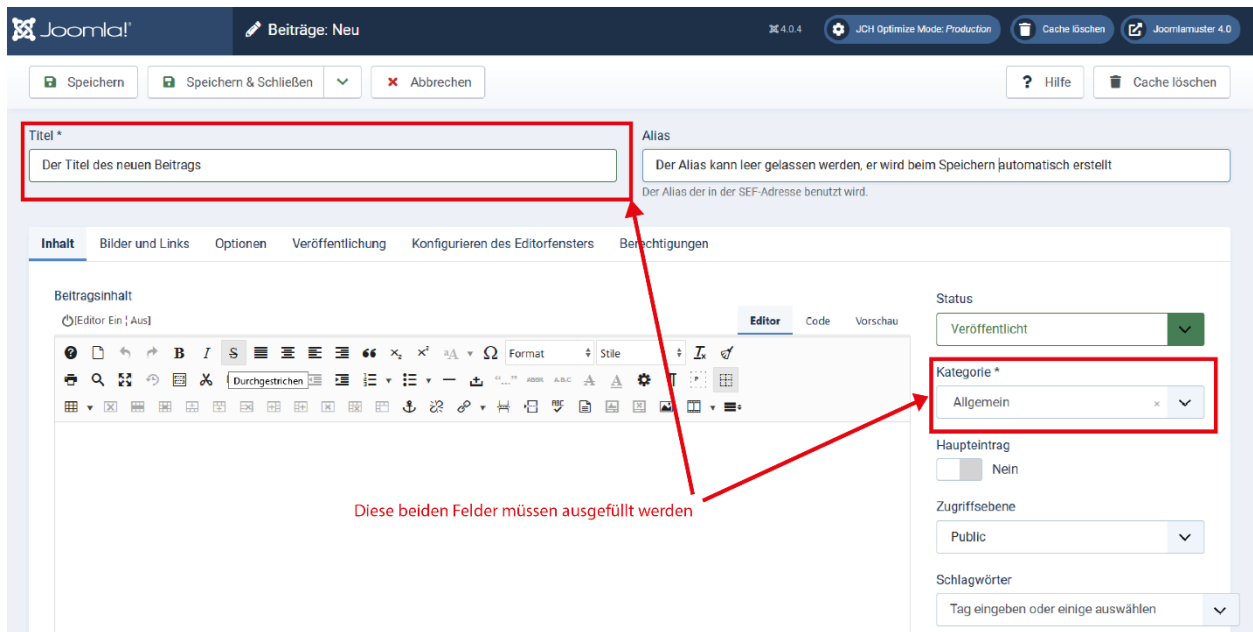 Joomla!
Beiträge: Neu
4.0.4
JCH Optimize Mode: Production
Cache löschen
Joomlamuster 4.0
Speichern
Speichern & Schließen
Abbrechen
? Hilfe
Cache löschen
Titel *
Alias
Der Titel des neuen Beitrags
Der Alias kann leer gelassen werden, er wird beim Speichern automatisch erstellt
Der Alias der in der SEF-Adresse benutzt wird.
Inhalt
Bilder und Links
Optionen
Veröffentlichung
Konfigurieren des Editorfensters
Berechtigungen
Beitragsinhalt
[Editor Ein ¦ Aus]
Editor
Code
Vorschau
Format
Stile
Durchgestrichen
Status
Veröffentlicht
Kategorie *
Allgemein
Haupteintrag
Nein
Zugriffsebene
Public
Schlagwörter
Tag eingeben oder einige auswählen
Diese beiden Felder müssen ausgefüllt werden